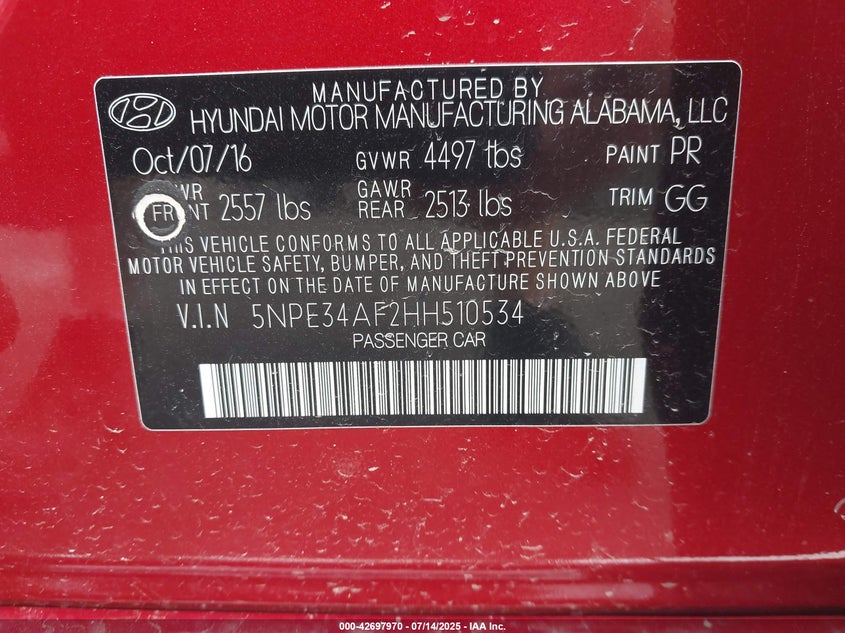 MANUFACTURED BY
HYUNDAI MOTOR MANUFACTURING ALABAMA, LLC
Oct/07/16 GVWR 4497 lbs PAINT PR
GAWR
FRONT 2557 lbs GAWR REAR 2513 lbs TRIM GG
THIS VEHICLE CONFORMS TO ALL APPLICABLE U.S.A. FEDERAL
MOTOR VEHICLE SAFETY, BUMPER, AND THEFT PREVENTION STANDARDS
IN EFFECT ON THE DATE OF MANUFACTURE SHOWN ABOVE
V.I.N 5NPE34AF2HH510534
PASSENGER CAR
000-42697970 - 07/14/2025 - IAA Inc.